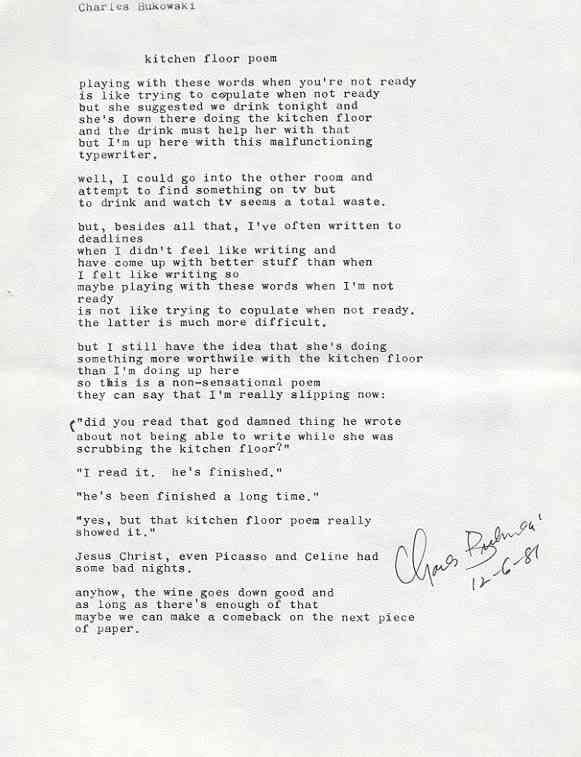 Charles Bukowski
kitchen floor poem
playing with these words when you're not ready
is like trying to copulate when not ready
but she suggested we drink tonight and
she's down there doing the kitchen floor
and the drink must help her with that
but I'm up here with this malfunctioning
typewriter.
well, I could go into the other room and
attempt to find something on tv but
to drink and watch tv seems a total waste.
but, besides all that, I've often written to
deadlines
when I didn't feel like writing and
have come up with better stuff than when
I felt like writing so
maybe playing with these words when I'm not
ready
is not like trying to copulate when not ready.
the latter is much more difficult.
but I still have the idea that she's doing
something more worthwile with the kitchen floor
than I'm doing up here
so this is a non-sensational poem
they can say that I'm really slipping now:
"did you read that god damned thing he wrote
about not being able to write while she was
scrubbing the kitchen floor?"
"I read it. he's finished."
"he's been finished a long time."
"yes, but that kitchen floor poem really
showed it."
Jesus Christ, even Picasso and Celine had
some bad nights.
anyhow, the wine goes down good and
as long as there's enough of that
maybe we can make a comeback on the next piece
of paper.
Charles Bukowski
12-6-81